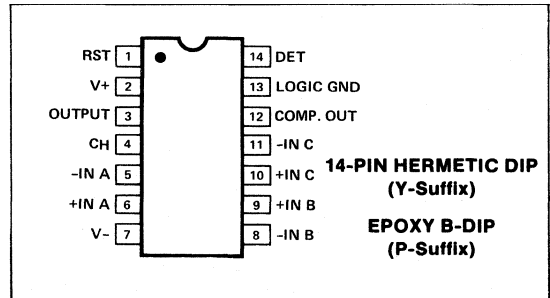 RST 1 14 DET
V+ 2 13 LOGIC GND
OUTPUT 3 12 COMP. OUT
CH 4 11 -IN C
-IN A 5 10 +IN C
+IN A 6 9 +IN B
V- 7 8 -IN B
14-PIN HERMETIC DIP
(Y-Suffix)
EPOXY B-DIP
(P-Suffix)